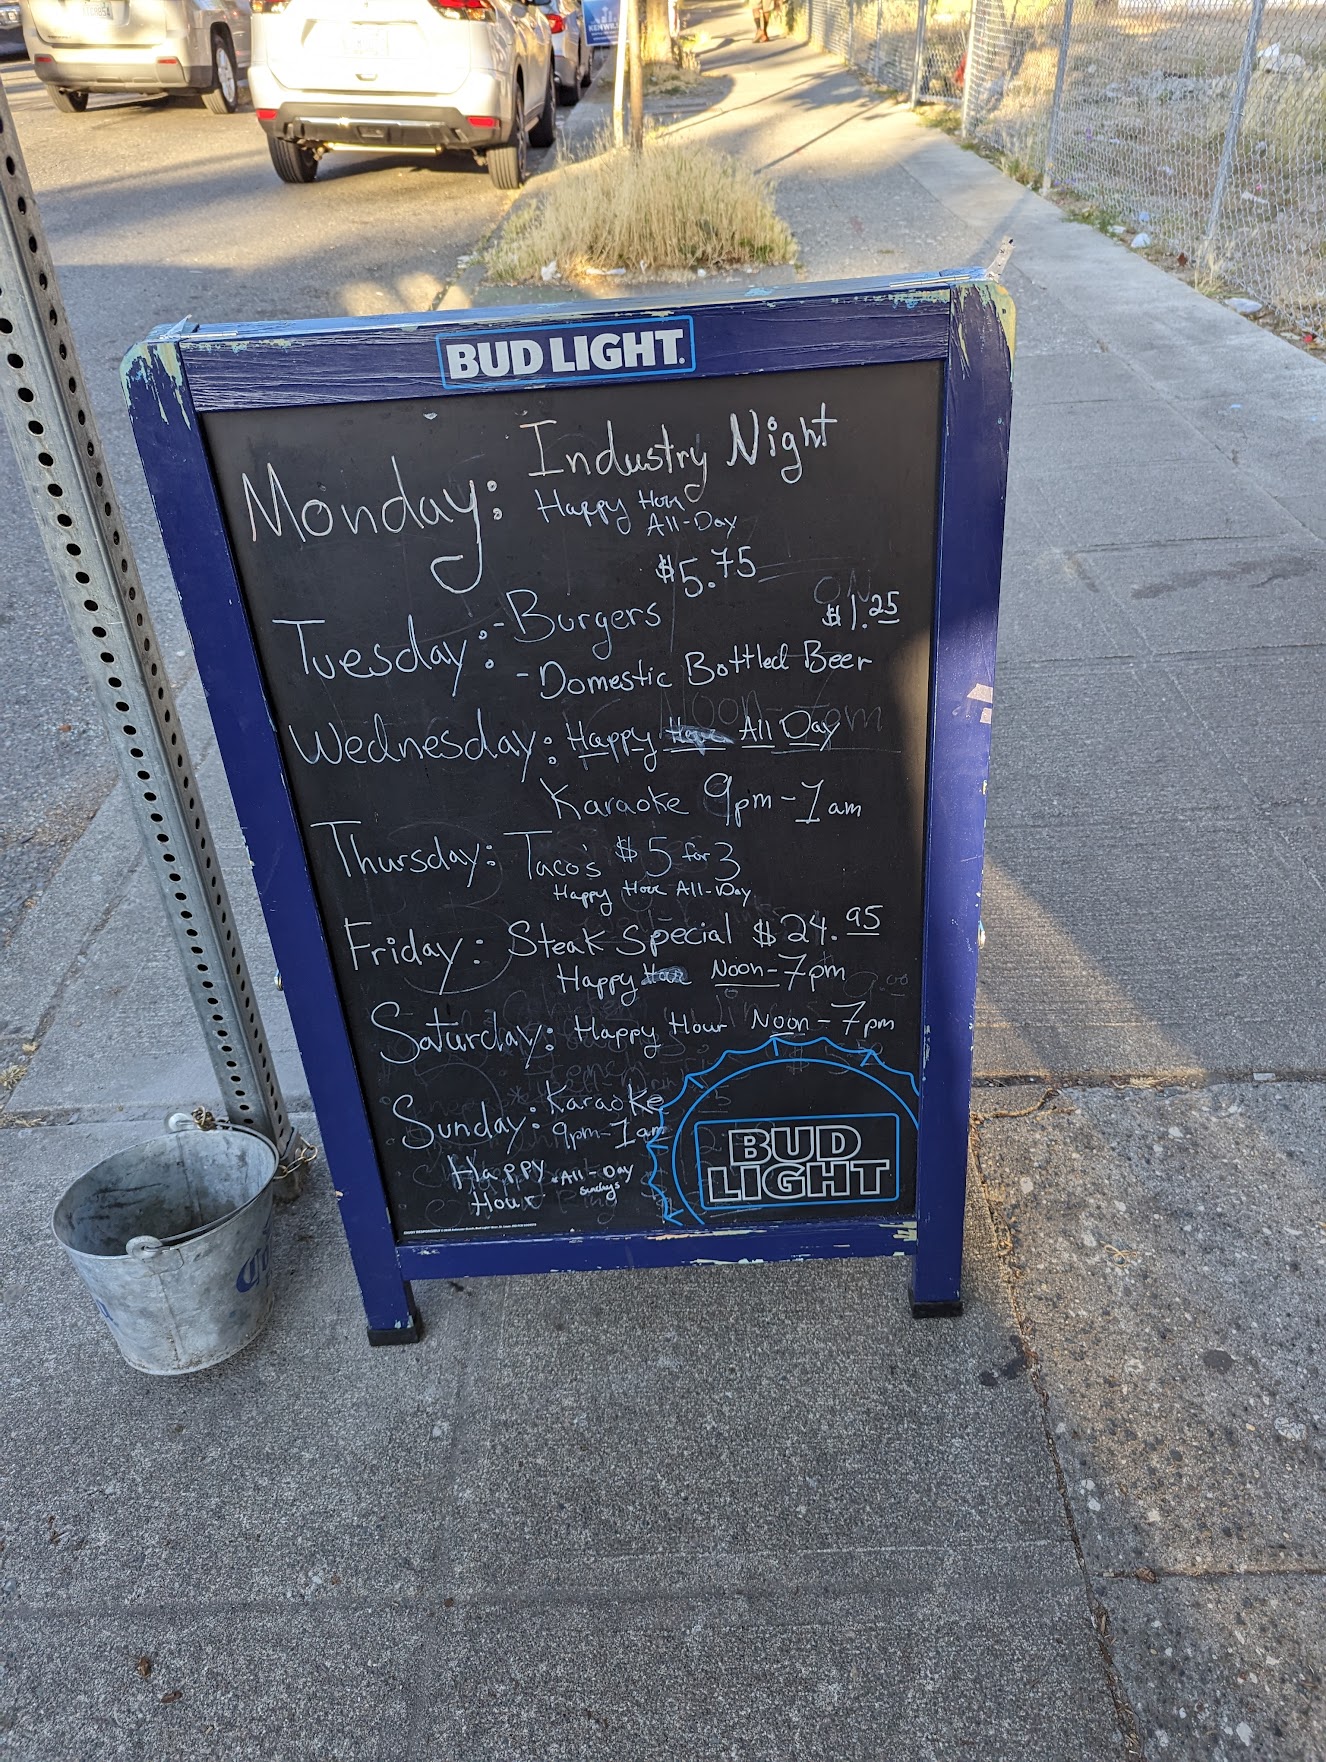 BUD LIGHT.
Monday: Industry Night
Happy Hour
All-Day
$5.75
Tuesday: - Burgers
$1.25
- Domestic Bottled Beer
Wednesday: Happy Hour All Day
Karaoke 9pm-1am
Thursday: Taco's $5 for 3
Happy Hour All-Day
Friday: Steak Special $24.95
Happy Hour Noon-7pm
Saturday: Happy Hour Noon-7pm
Sunday: Karaoke
9pm-1am
Happy All-Day
Hour Sundays
BUD
LIGHT